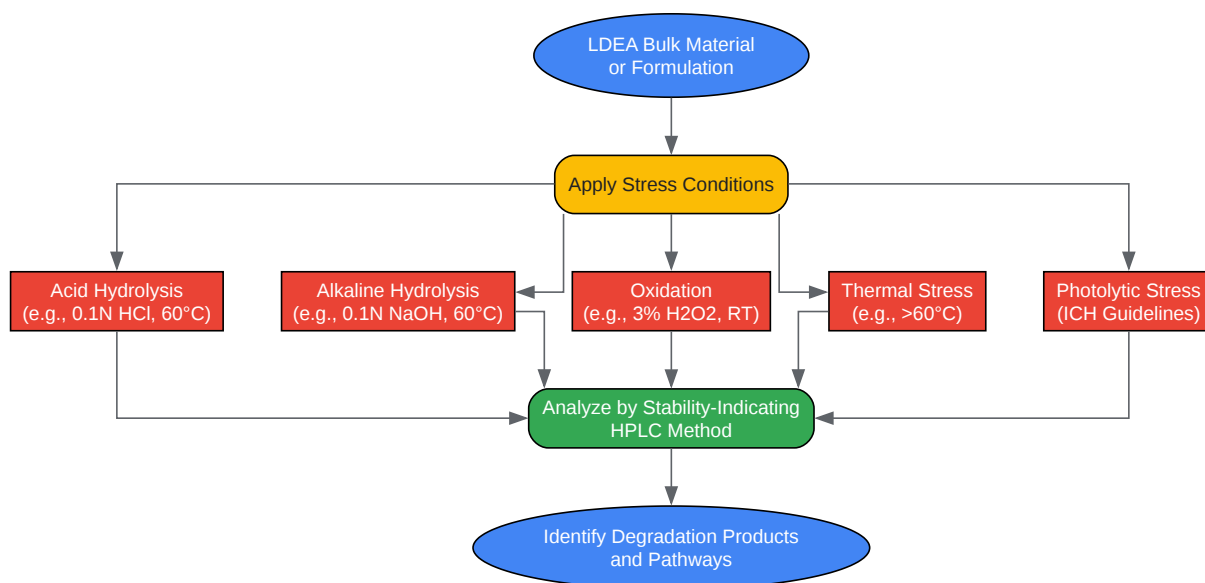 LDEA Bulk Material
or Formulation
Apply Stress Conditions
Acid Hydrolysis
(e.g., 0.1N HCl, 60°C)
Alkaline Hydrolysis
(e.g., 0.1N NaOH, 60°C)
Oxidation
(e.g., 3% H2O2, RT)
Thermal Stress
(e.g., >60°C)
Photolytic Stress
(ICH Guidelines)
Analyze by Stability-Indicating
HPLC Method
Identify Degradation Products
and Pathways